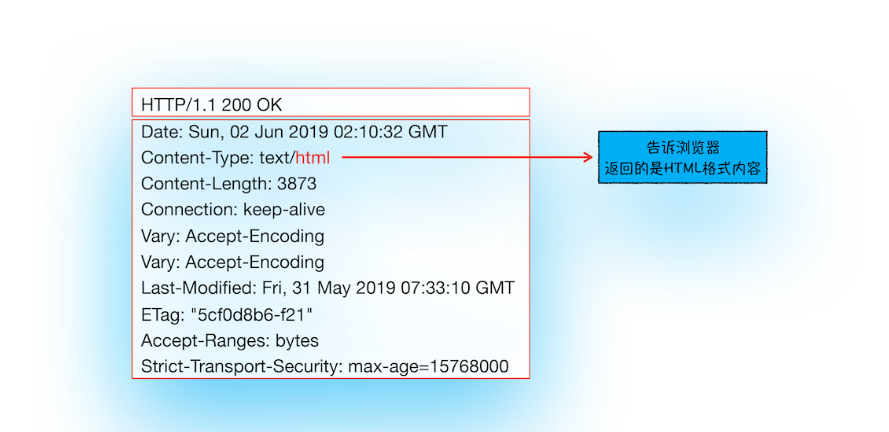 HTTP/1.1 200 OK
Date: Sun, 02 Jun 2019 02:10:32 GMT
Content-Type: text/html
告诉浏览器
返回的是HTML格式内容
Content-Length: 3873
Connection: keep-alive
Vary: Accept-Encoding
Vary: Accept-Encoding
Last-Modified: Fri, 31 May 2019 07:33:10 GMT
ETag: "5cf0d8b6-f21"
Accept-Ranges: bytes
Strict-Transport-Security: max-age=15768000